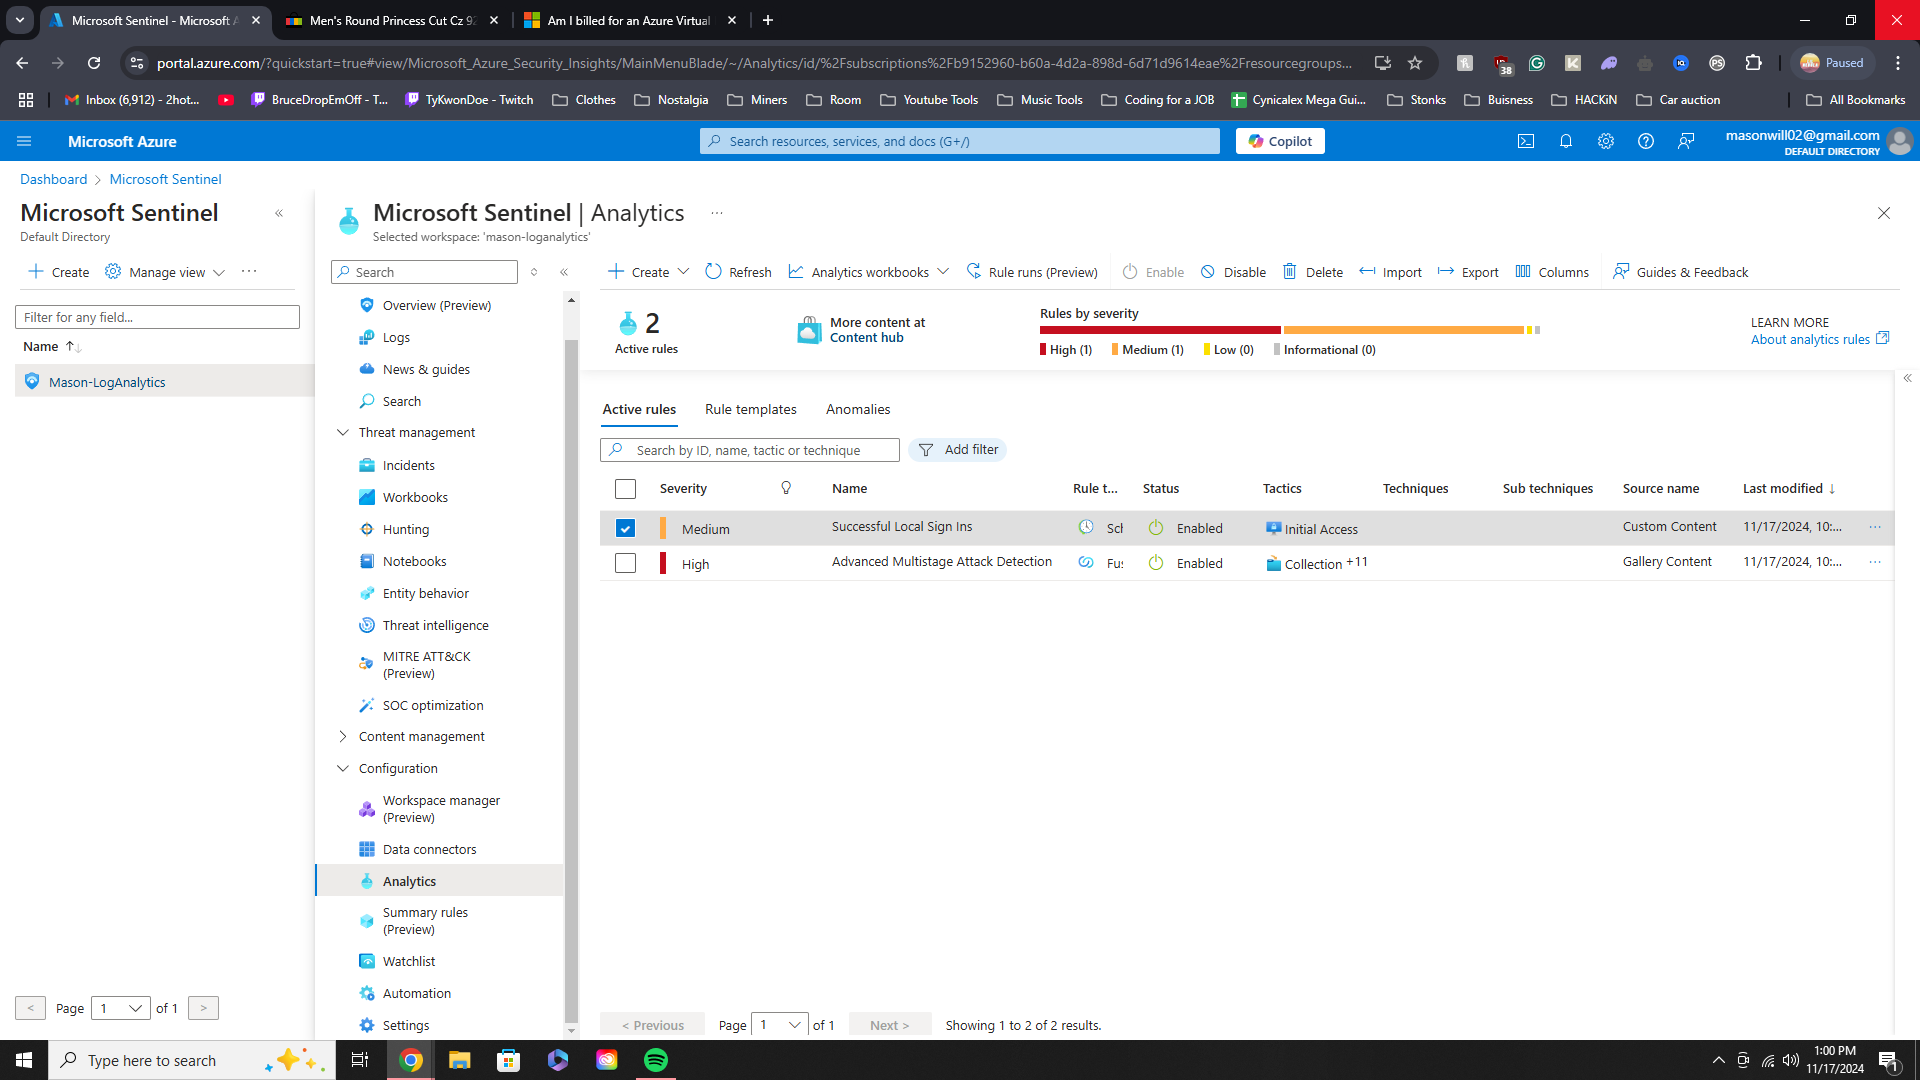 Microsoft Sentinel - Microsoft A
Men's Round Princess Cut Cz 92
Am I billed for an Azure Virtual
portal.azure.com/?quickstart=true#view/Microsoft_Azure_Security_Insights/MainMenuBlade/~/Analytics/id/%2Fsubscriptions%2Fb9152960-b60a-4d2a-898d-6d71d9614eae%2Fresourcegroups...
38
Paused
Inbox (6,912) - 2hot...
BruceDropEmOff - T...
TyKwonDoe - Twitch
Clothes
Nostalgia
Miners
Room
Youtube Tools
Music Tools
Coding for a JOB
Cynicalex Mega Gui...
Stonks
Buisness
HACKiN
Car auction
All Bookmarks
Microsoft Azure
Search resources, services, and docs (G+/)
Copilot
masonwill02@gmail.com
DEFAULT DIRECTORY
Dashboard > Microsoft Sentinel
Microsoft Sentinel
Default Directory
Create
Manage view
Filter for any field...
Name
Mason-LogAnalytics
< Page 1 of 1 >
Microsoft Sentinel | Analytics
Selected workspace: 'mason-loganalytics'
Search
Overview (Preview)
Logs
News & guides
Search
Threat management
Incidents
Workbooks
Hunting
Notebooks
Entity behavior
Threat intelligence
MITRE ATT&CK
(Preview)
SOC optimization
Content management
Configuration
Workspace manager
(Preview)
Data connectors
Analytics
Summary rules
(Preview)
Watchlist
Automation
Settings
Create
Refresh
Analytics workbooks
Rule runs (Preview)
Enable
Disable
Delete
Import
Export
Columns
Guides & Feedback
2
Active rules
More content at
Content hub
Rules by severity
High (1)
Medium (1)
Low (0)
Informational (0)
LEARN MORE
About analytics rules
Active rules
Rule templates
Anomalies
Search by ID, name, tactic or technique
Add filter
Severity Name Rule t... Status Tactics Techniques Sub techniques Source name Last modified ↓
Medium Successful Local Sign Ins Scl Enabled Initial Access Custom Content 11/17/2024, 10:... ...
High Advanced Multistage Attack Detection Fus Enabled Collection +11 Gallery Content 11/17/2024, 10:... ...
< Previous Page 1 of 1 Next > Showing 1 to 2 of 2 results.
Type here to search
1:00 PM
11/17/2024
1